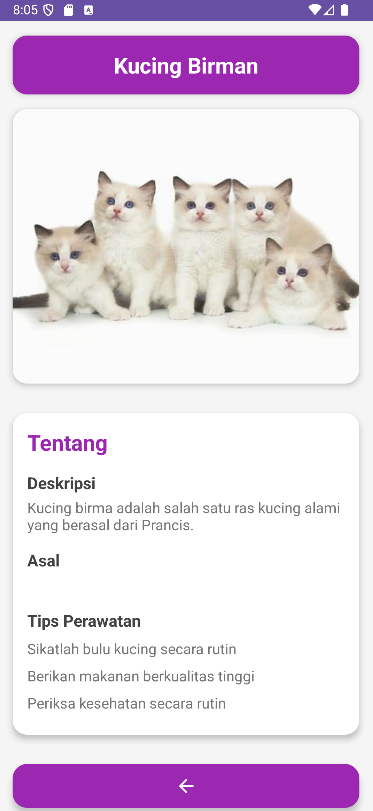 8:05
A
Kucing Birman
Tentang
Deskripsi
Kucing birma adalah salah satu ras kucing alami
yang berasal dari Prancis.
Asal
Tips Perawatan
Sikatlah bulu kucing secara rutin
Berikan makanan berkualitas tinggi
Periksa kesehatan secara rutin